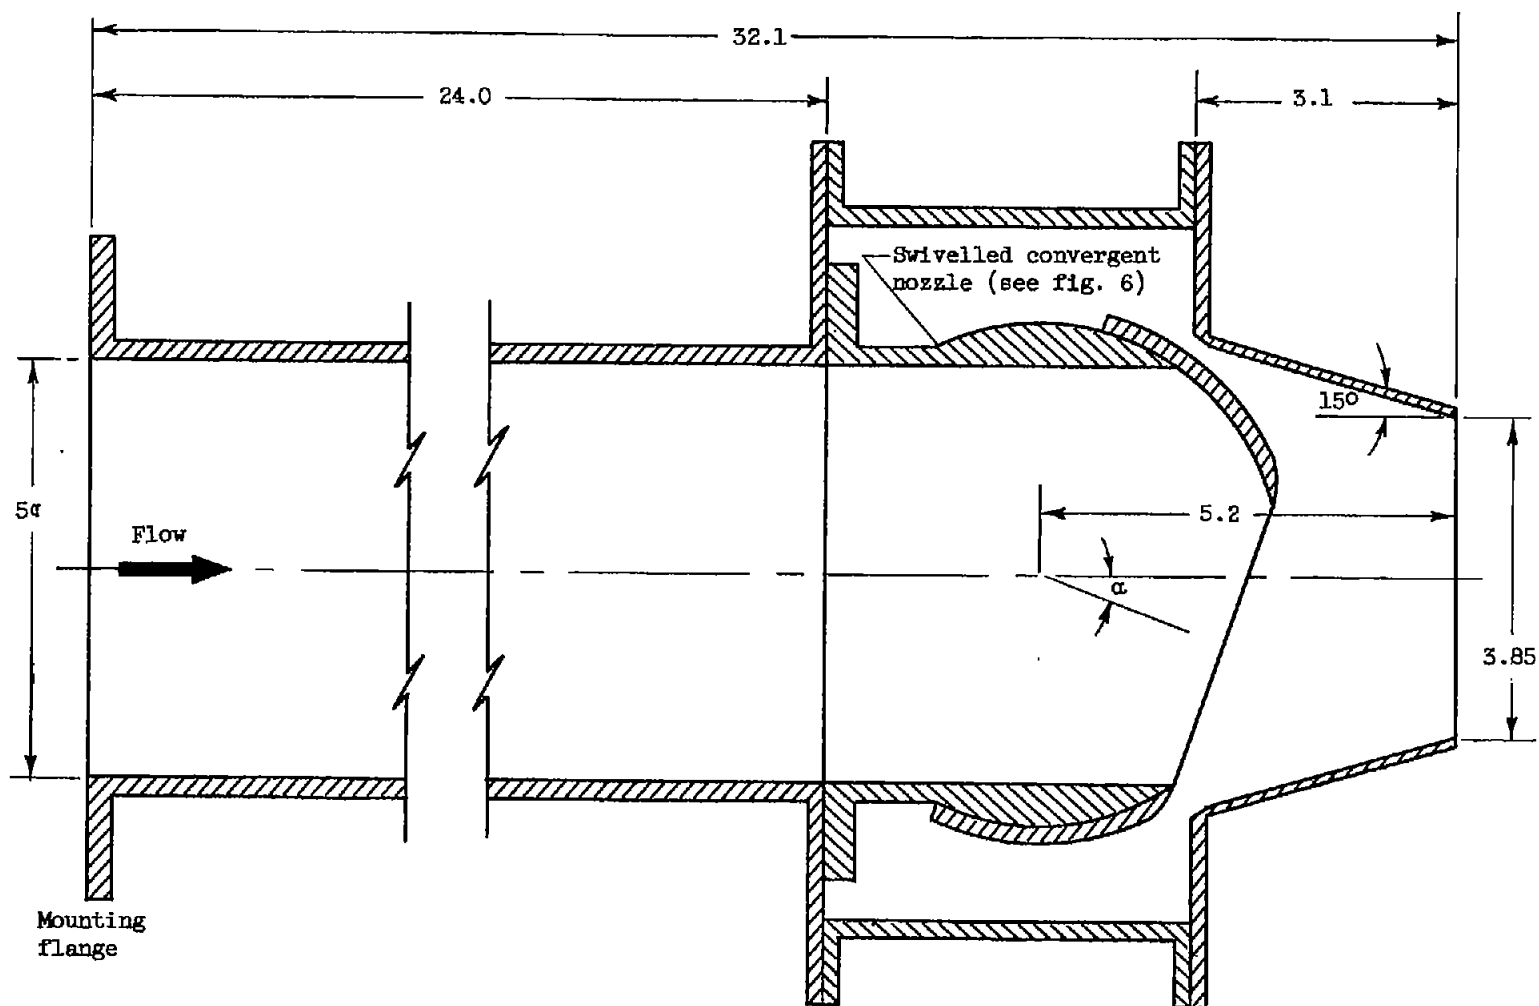 32.1
24.0
3.1
Swivelled convergent
nozzle (see fig. 6)
15°
5.2
Flow
α
3.85
Mounting
flange